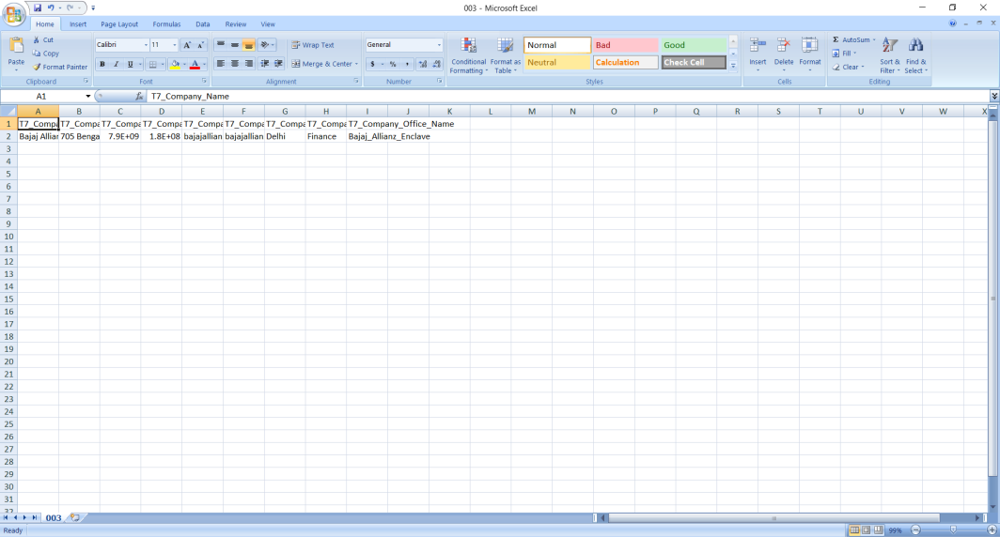 003 - Microsoft Excel
Home Insert Page Layout Formulas Data Review View
Paste
Cut
Copy
Format Painter
Clipboard
Calibri 11 A A
B I U A
Font
Wrap Text
Merge & Center
Alignment
General
$ % ,
Number
Conditional Formatting
Format as Table
Normal Bad Good
Neutral Calculation Check Cell
Styles
Insert Delete Format
Cells
Σ AutoSum
Fill
Clear
Sort & Filter
Find & Select
Editing
A1 fx T7_Company_Name
A B C D E F G H I J K L M N O P Q R S T U V W X
1 T7_Compa T7_Compa T7_Compa T7_Compa T7_Compa T7_Compa T7_Compa T7_Compa T7_Company_Office_Name
2 Bajaj Allian 705 Benga 7.9E+09 1.8E+08 bajajallian bajajallian Delhi Finance Bajaj_Allianz_Enclave
3
4
5
6
7
8
9
10
11
12
13
14
15
16
17
18
19
20
21
22
23
24
25
26
27
28
29
30
31
32
003
Ready 99%